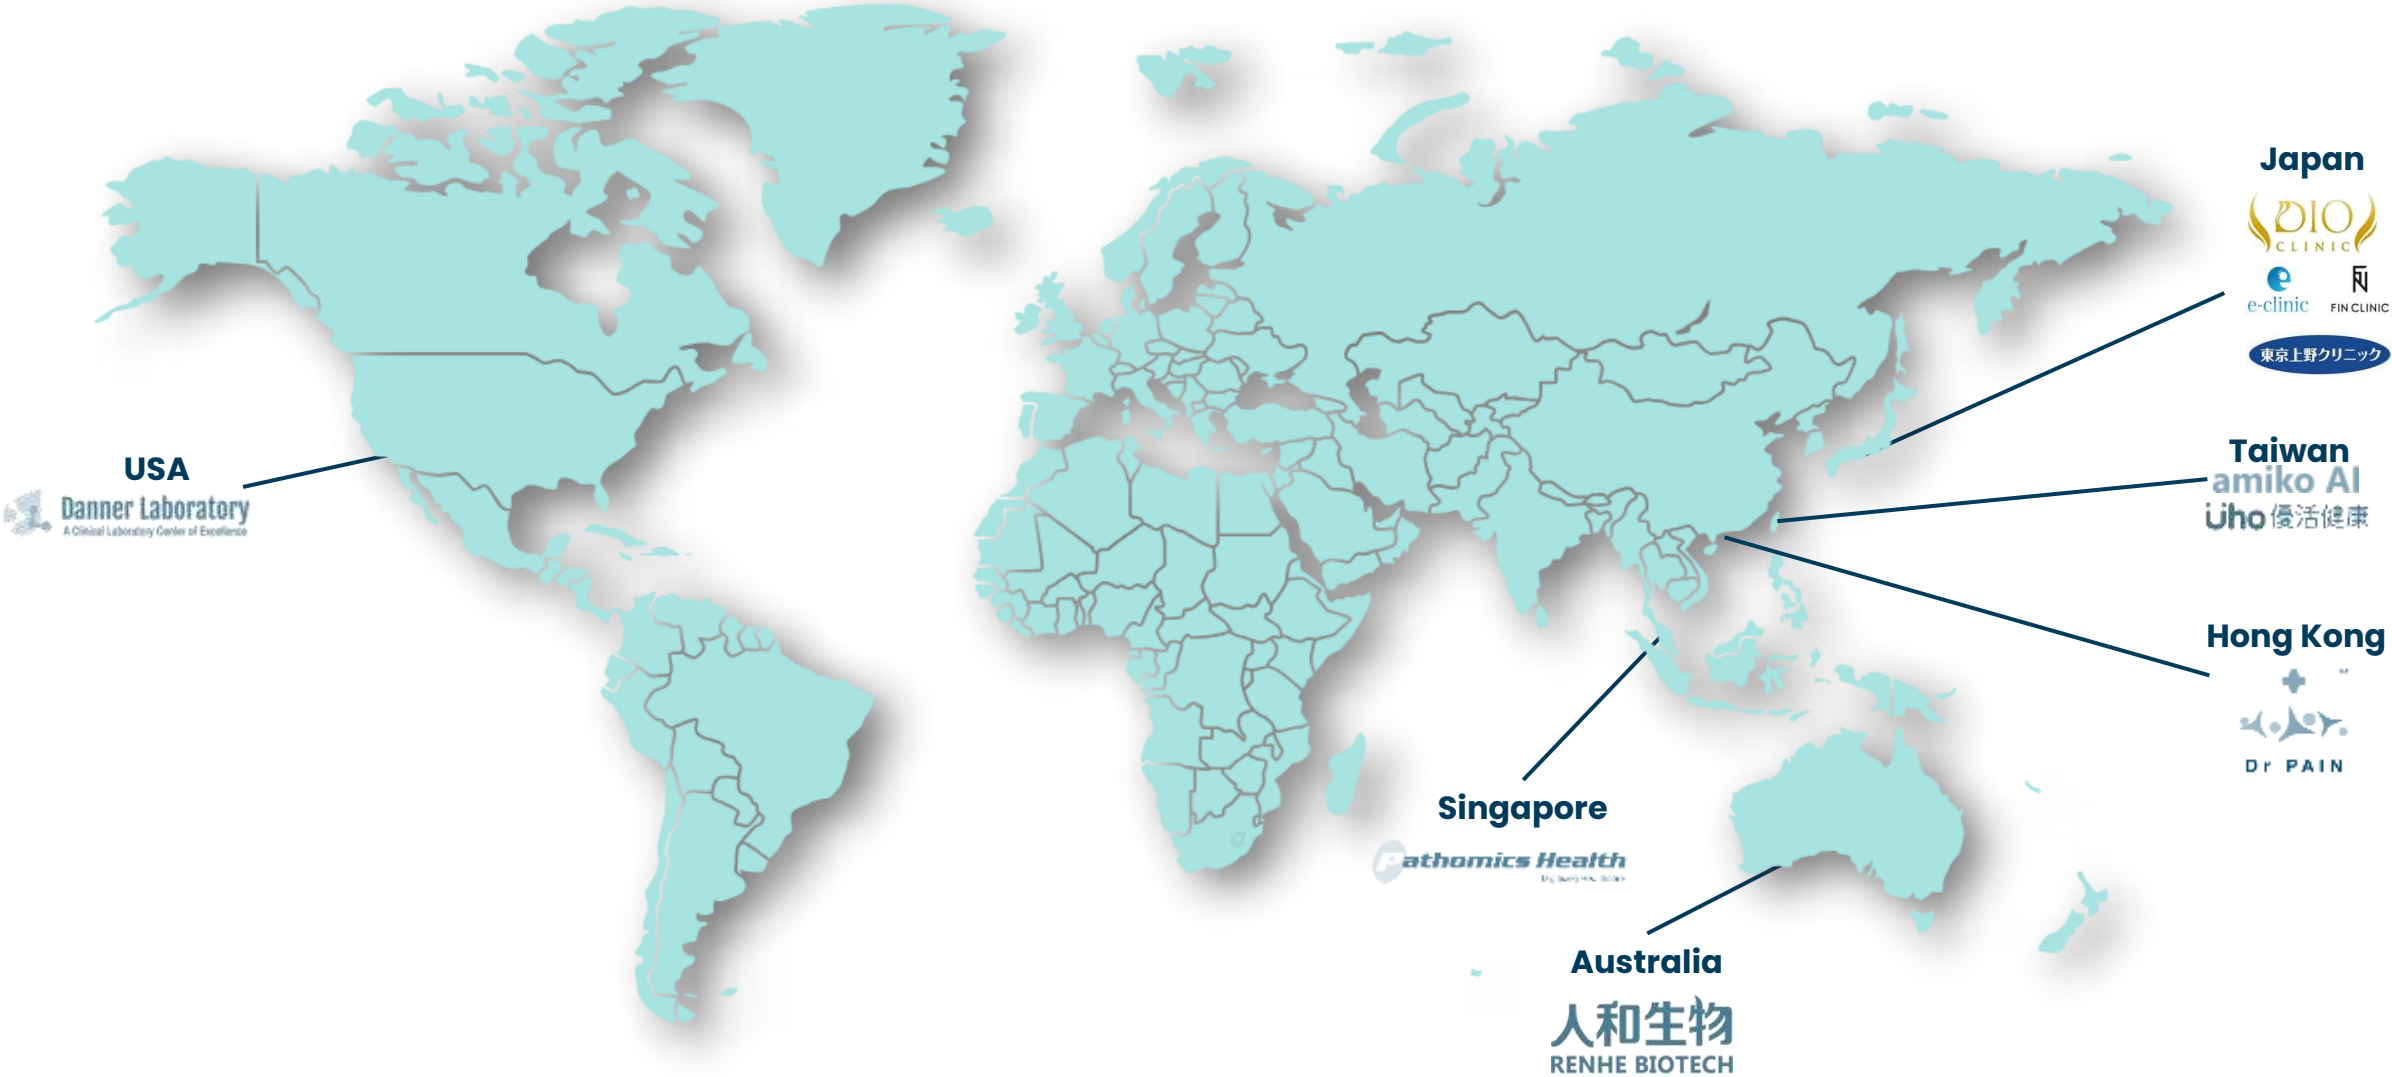 Japan
DIO
CLINIC
e-clinic
FIN CLINIC
東京上野クリニック
USA
Danner Laboratory
A Clinical Laboratory Center of Excellence
Taiwan
amiko AI
Uho 優活健康
Hong Kong
Dr PAIN
Singapore
Pathomics Health
Australia
人和生物
RENHE BIOTECH